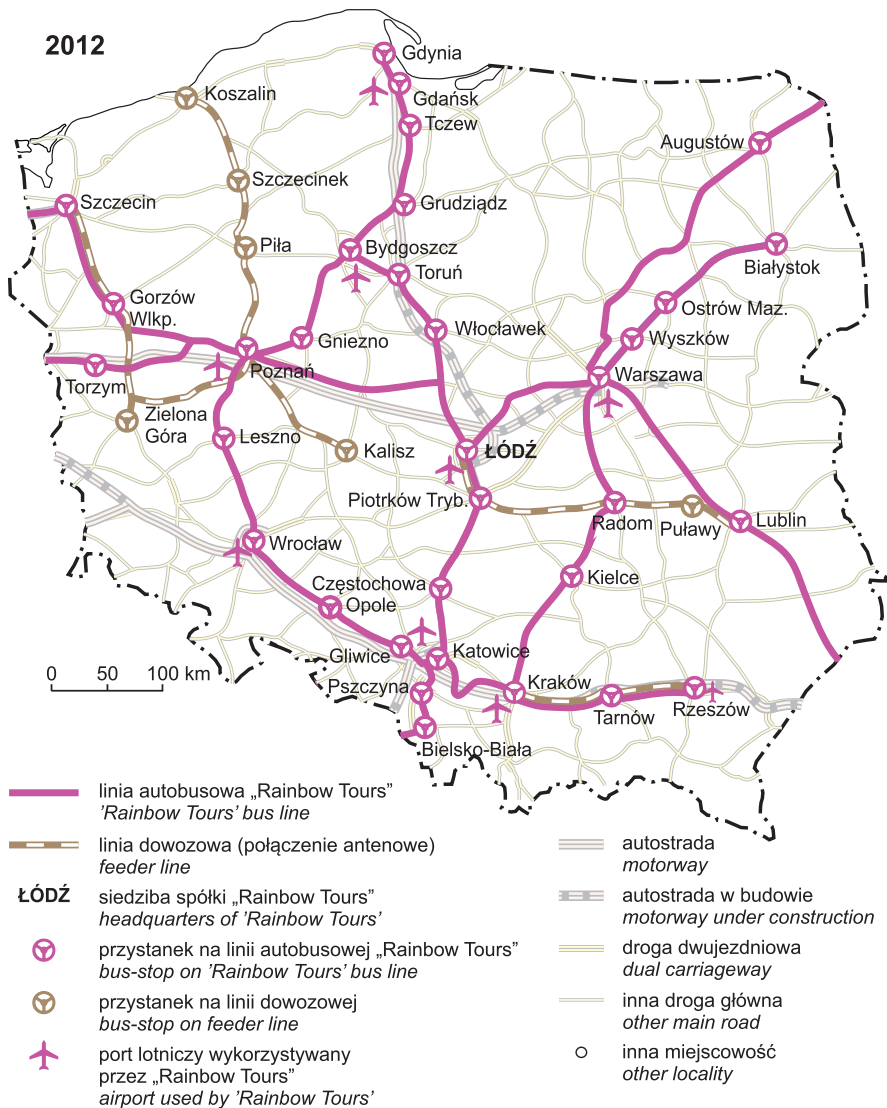 2012
Gdynia
Koszalin
Gdańsk
Tczew
Augustów
Szczecinek
Szczecin
Grudziądz
Piła
Bydgoszcz
Białystok
Toruń
Gorzów
Wlkp.
Ostrów Maz.
Włocławek
Gniezno
Wyszków
Poznań
Warszawa
Torzym
Zielona
Góra
Leszno
Kalisz
ŁÓDŹ
Piotrków Tryb.
Radom
Puławy
Lublin
Wrocław
Częstochowa
Kielce
Opole
Gliwice
Katowice
0 50 100 km
Pszczyna
Kraków
Tarnów
Rzeszów
Bielsko-Biała
linia autobusowa „Rainbow Tours”
’Rainbow Tours’ bus line
linia dowozowa (połączenie antenowe)
feeder line
ŁÓDŹ siedziba spółki „Rainbow Tours”
headquarters of ’Rainbow Tours’
przystanek na linii autobusowej „Rainbow Tours”
bus-stop on ’Rainbow Tours’ bus line
przystanek na linii dowozowej
bus-stop on feeder line
port lotniczy wykorzystywany
przez „Rainbow Tours”
airport used by ’Rainbow Tours’
autostrada
motorway
autostrada w budowie
motorway under construction
droga dwujezdniowa
dual carriageway
inna droga główna
other main road
inna miejscowość
other locality